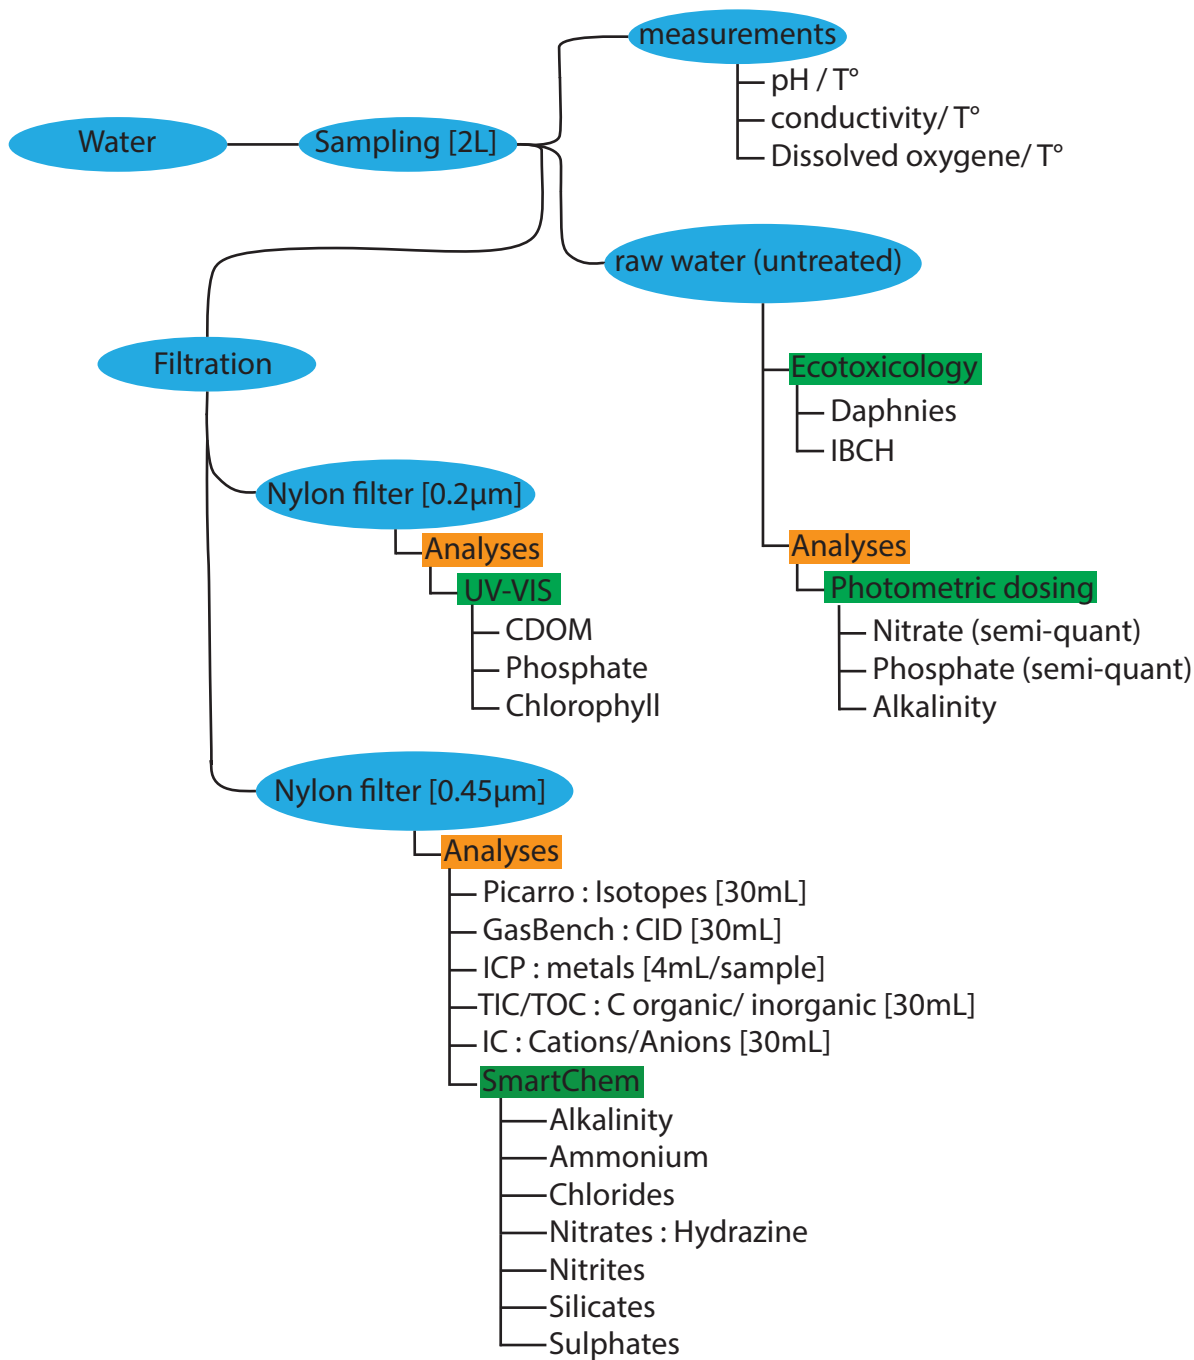 measurements
pH / T°
conductivity/ T°
Dissolved oxygene/ T°
Water
Sampling [2L]
raw water (untreated)
Ecotoxicology
Daphnies
IBCH
Analyses
Photometric dosing
Nitrate (semi-quant)
Phosphate (semi-quant)
Alkalinity
Filtration
Nylon filter [0.2µm]
Analyses
UV-VIS
CDOM
Phosphate
Chlorophyll
Nylon filter [0.45µm]
Analyses
Picarro : Isotopes [30mL]
GasBench : CID [30mL]
ICP : metals [4mL/sample]
TIC/TOC : C organic/ inorganic [30mL]
IC : Cations/Anions [30mL]
SmartChem
Alkalinity
Ammonium
Chlorides
Nitrates : Hydrazine
Nitrites
Silicates
Sulphates